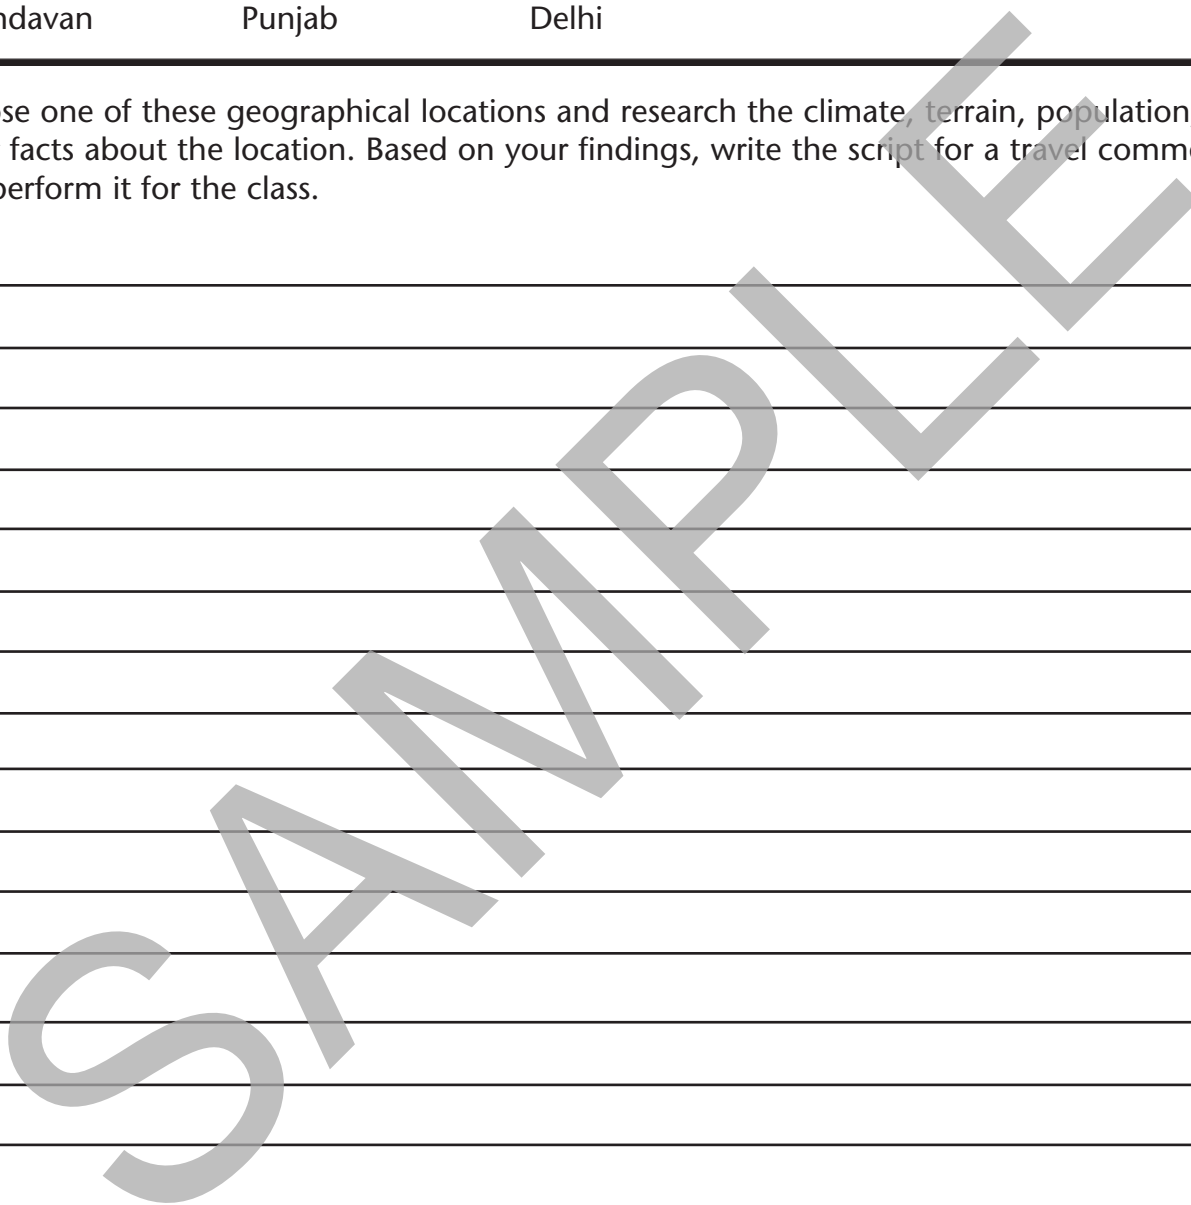 ndavan Punjab Delhi
se one of these geographical locations and research the climate, terrain, population,
facts about the location. Based on your findings, write the script for a travel comm
perform it for the class.
SAMPLE